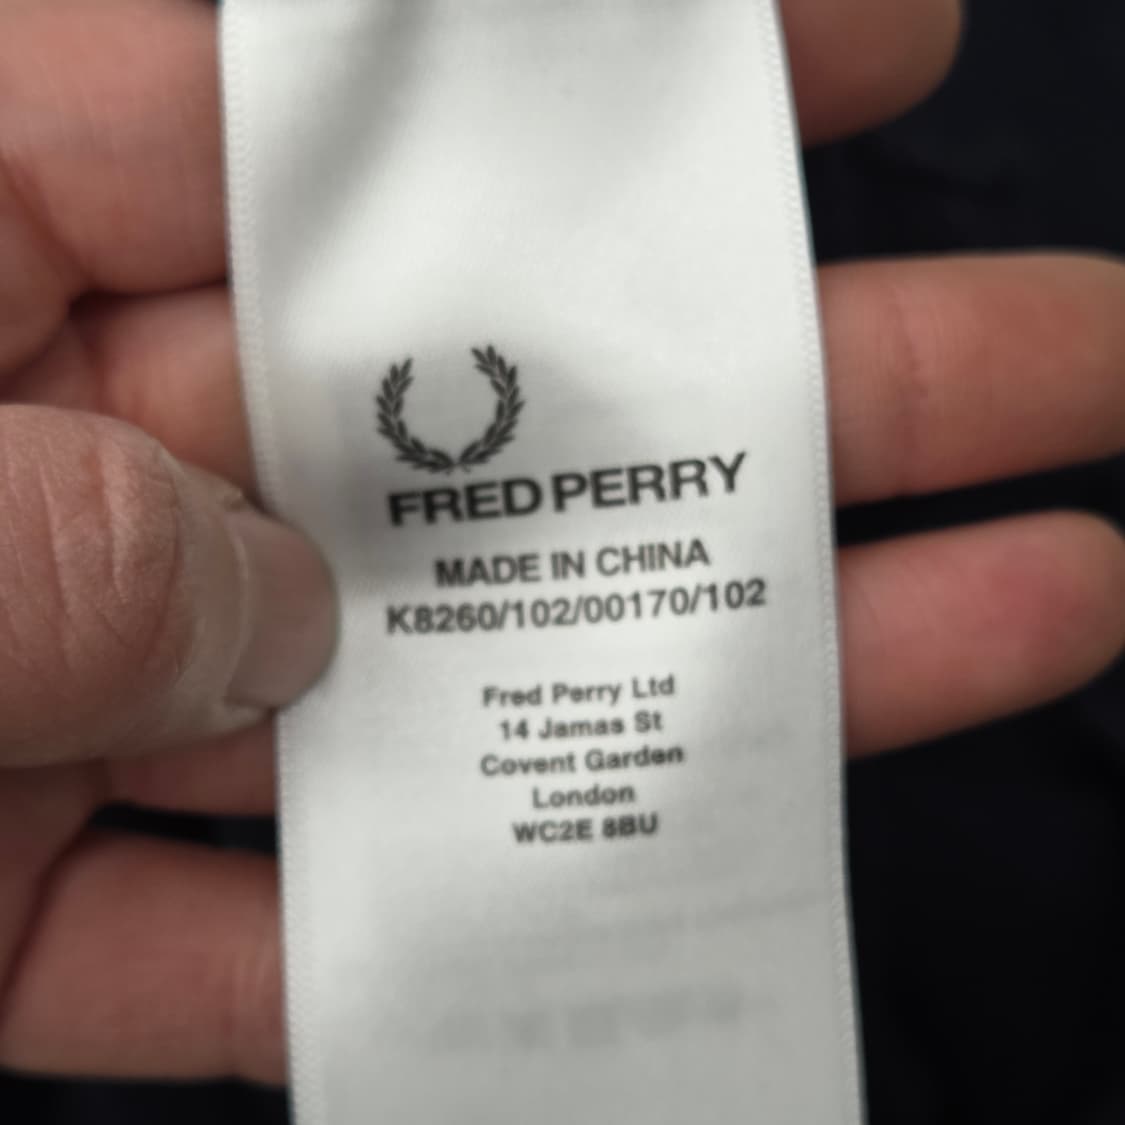 FRED PERRY
MADE IN CHINA
K8260/102/00170/102
Fred Perry Ltd
14 Jamas St
Covent Garden
London
WC2E 8BU